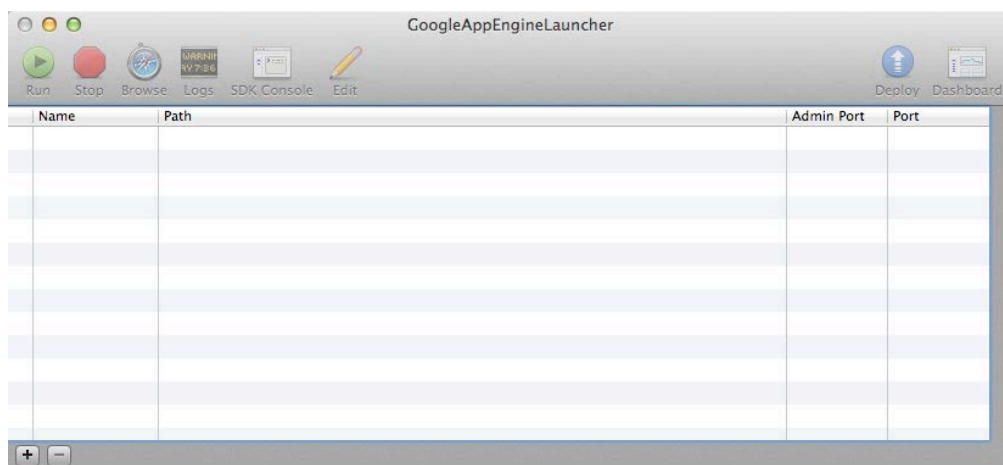 GoogleAppEngineLauncher
Run Stop Browse Logs SDK Console Edit Deploy Dashboard
Name Path Admin Port Port
+ −